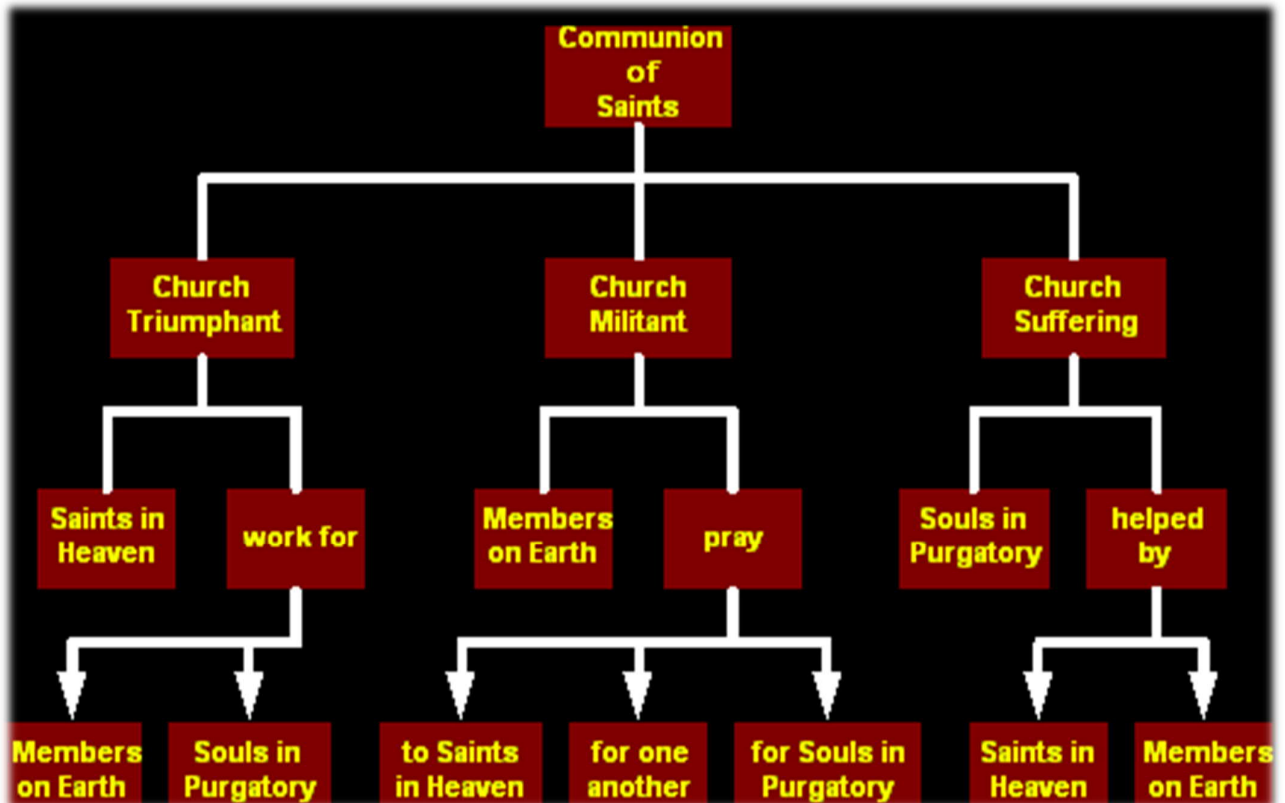 Communion
of
Saints
Church
Triumphant
Church
Militant
Church
Suffering
Saints in
Heaven
work for
Members
on Earth
pray
Souls in
Purgatory
helped
by
Members
on Earth
Souls in
Purgatory
to Saints
in Heaven
for one
another
for Souls in
Purgatory
Saints in
Heaven
Members
on Earth